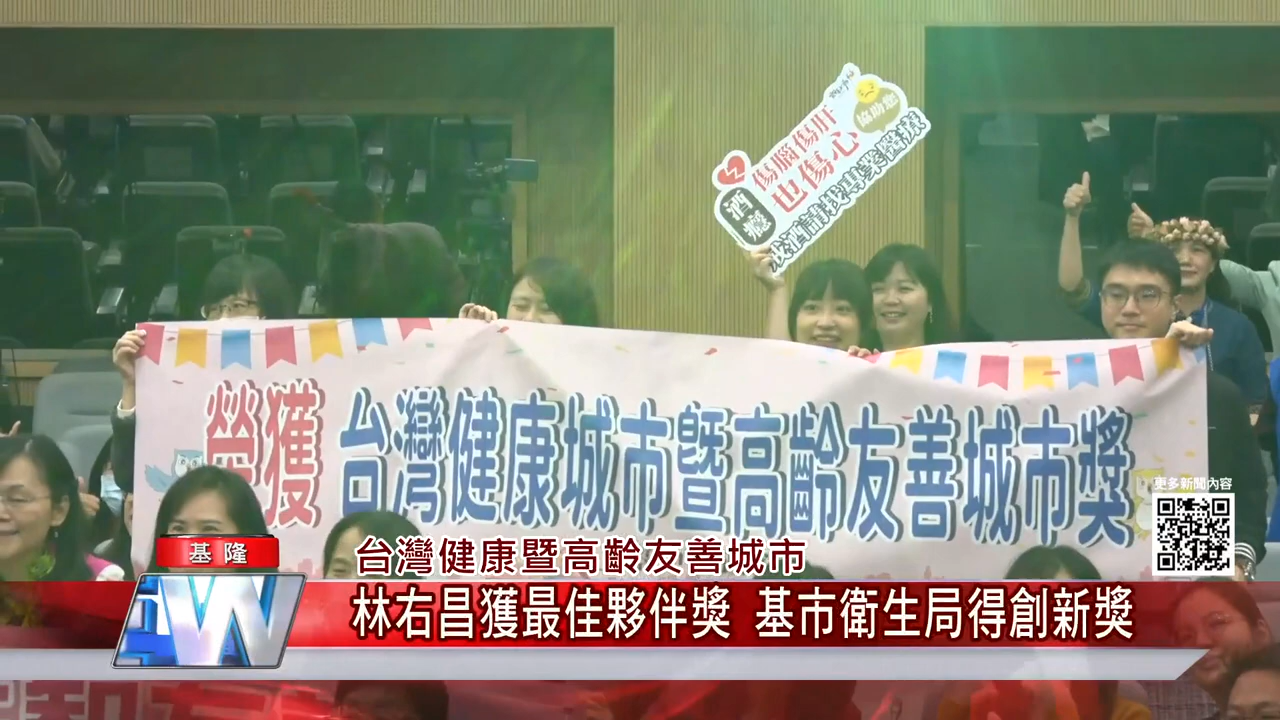 協助您
傷腦傷肝
也傷心
酒癮
戒酒請找專業醫療
榮獲 台灣健康城市暨高齡友善城市獎
更多新聞內容
基隆
台灣健康暨高齡友善城市
林右昌獲最佳夥伴獎 基市衛生局得創新獎